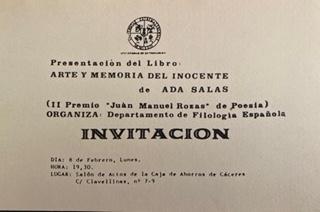 Presentación del Libro:
ARTE Y MEMORIA DEL INOCENTE
de ADA SALAS
(II Premio "Juan Manuel Rozas" de Poesía)
ORGANIZA: Departamento de Filología Española
INVITACION
DIA: 8 de Febrero, Lunes.
HORA: 19,30.
LUGAR: Salón de Actos de la Caja de Ahorros de Cáceres
C/ Clavellinas, nº 7-9